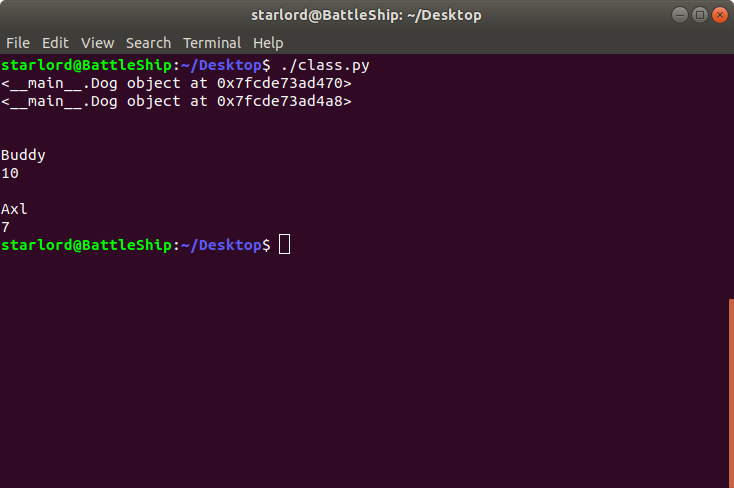 starlord@BattleShip: ~/Desktop
File Edit View Search Terminal Help
starlord@BattleShip:~/Desktop$ ./class.py
<__main__.Dog object at 0x7fcde73ad470>
<__main__.Dog object at 0x7fcde73ad4a8>
Buddy
10
Axl
7
starlord@BattleShip:~/Desktop$